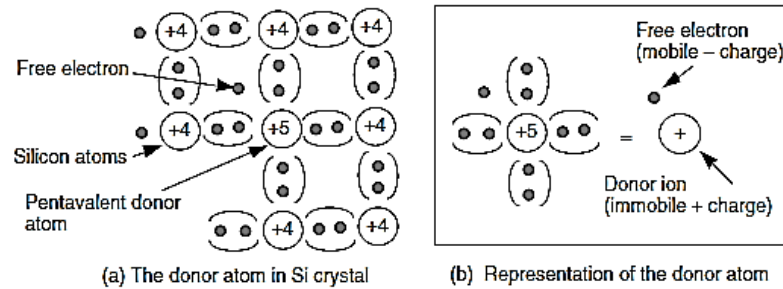 +4 +4 +4
Free electron
+4 +5 +4
Silicon atoms
Pentavalent donor
atom
+4 +4
(a) The donor atom in Si crystal
Free electron
(mobile – charge)
+5 = +
Donor ion
(immobile + charge)
(b) Representation of the donor atom